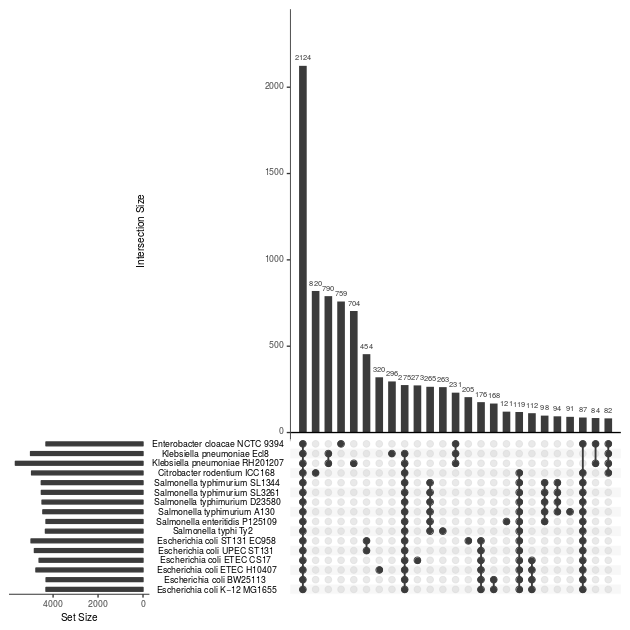 2124
2000
1500
1000
500
0
Intersection Size
820
790
759
704
454
320
296
275
273
265
263
231
205
176
168
121
119
112
98
94
91
87
84
82
Enterobacter cloacae NCTC 9394
Klebsiella pneumoniae Ecl8
Klebsiella pneumoniae RH201207
Citrobacter rodentium ICC168
Salmonella typhimurium SL1344
Salmonella typhimurium SL3261
Salmonella typhimurium D23580
Salmonella typhimurium A130
Salmonella enteritidis P125109
Salmonella typhi Ty2
Escherichia coli ST131 EC958
Escherichia coli UPEC ST131
Escherichia coli ETEC CS17
Escherichia coli ETEC H10407
Escherichia coli BW25113
Escherichia coli K-12 MG1655
4000 2000 0
Set Size